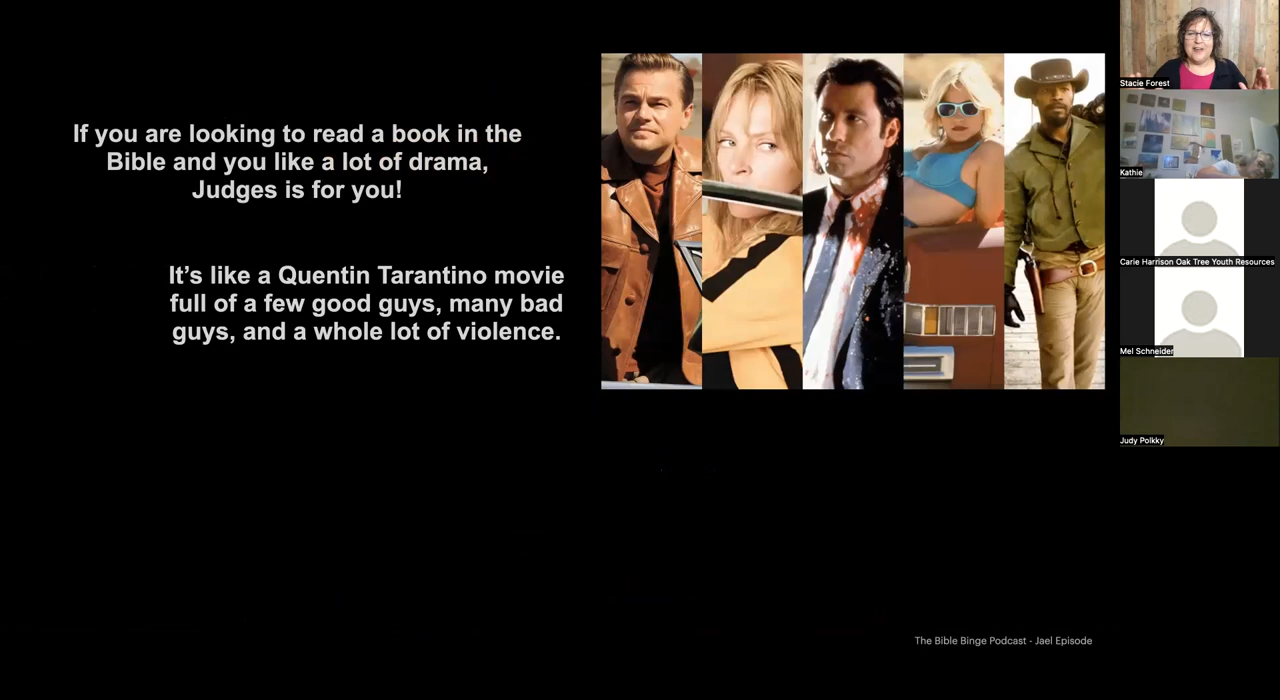 If you are looking to read a book in the
Bible and you like a lot of drama,
Judges is for you!
It’s like a Quentin Tarantino movie
full of a few good guys, many bad
guys, and a whole lot of violence.
The Bible Binge Podcast - Jael Episode
Stacie Forest
Kathie
Carie Harrison Oak Tree Youth Resources
Mel Schneider
Judy Polkky